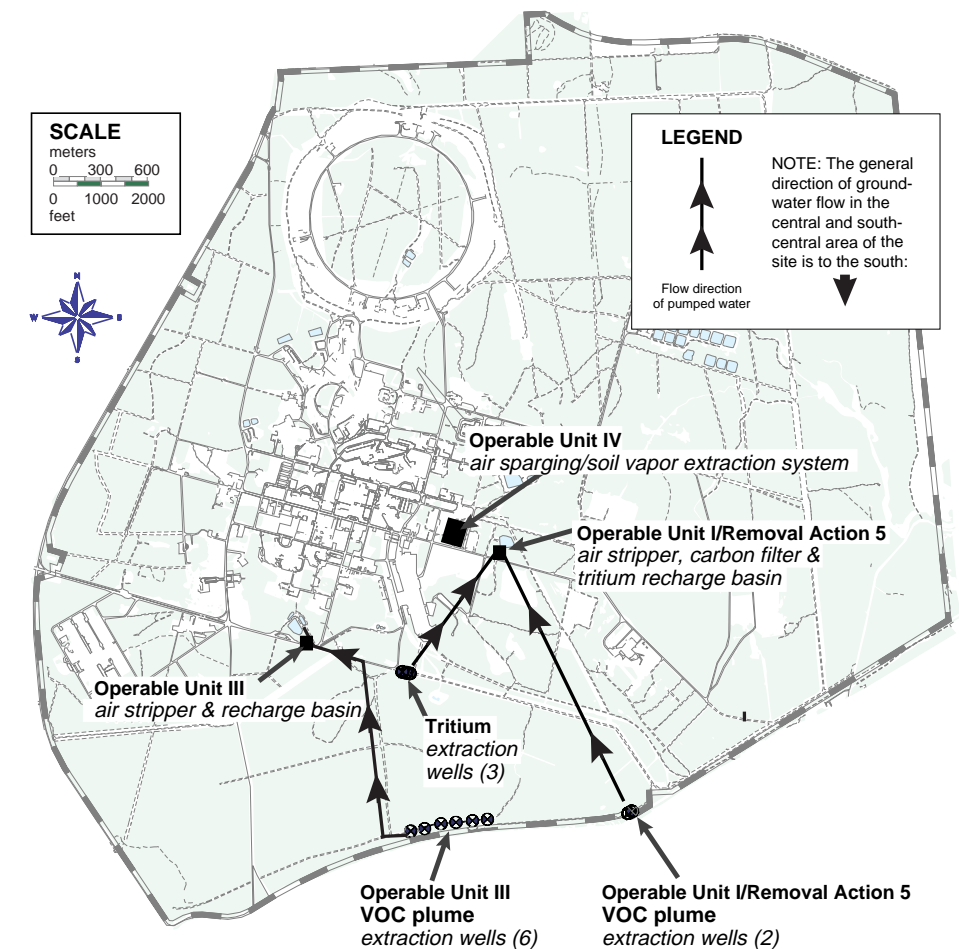 SCALE
meters
0 300 600
0 1000 2000
feet
N
W E
S
LEGEND
Flow direction
of pumped water
NOTE: The general
direction of ground-
water flow in the
central and south-
central area of the
site is to the south:
Operable Unit IV
air sparging/soil vapor extraction system
Operable Unit I/Removal Action 5
air stripper, carbon filter &
tritium recharge basin
Operable Unit III
air stripper & recharge basin
Tritium
extraction
wells (3)
Operable Unit III
VOC plume
extraction wells (6)
Operable Unit I/Removal Action 5
VOC plume
extraction wells (2)